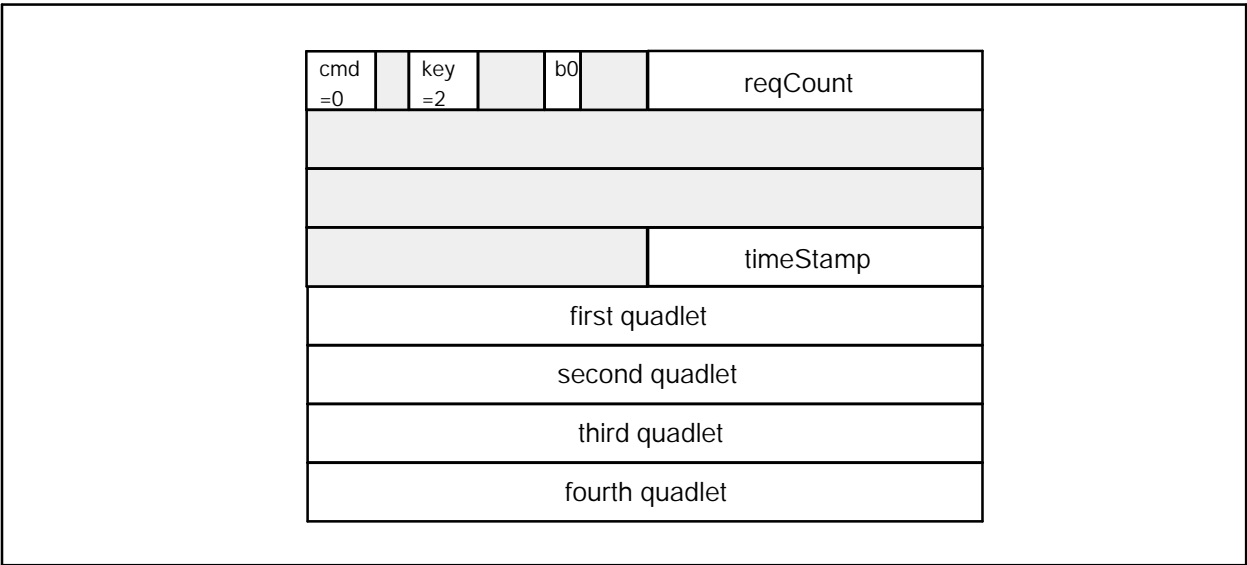 cmd key b0 reqCount
=0 =2
timeStamp
first quadlet
second quadlet
third quadlet
fourth quadlet